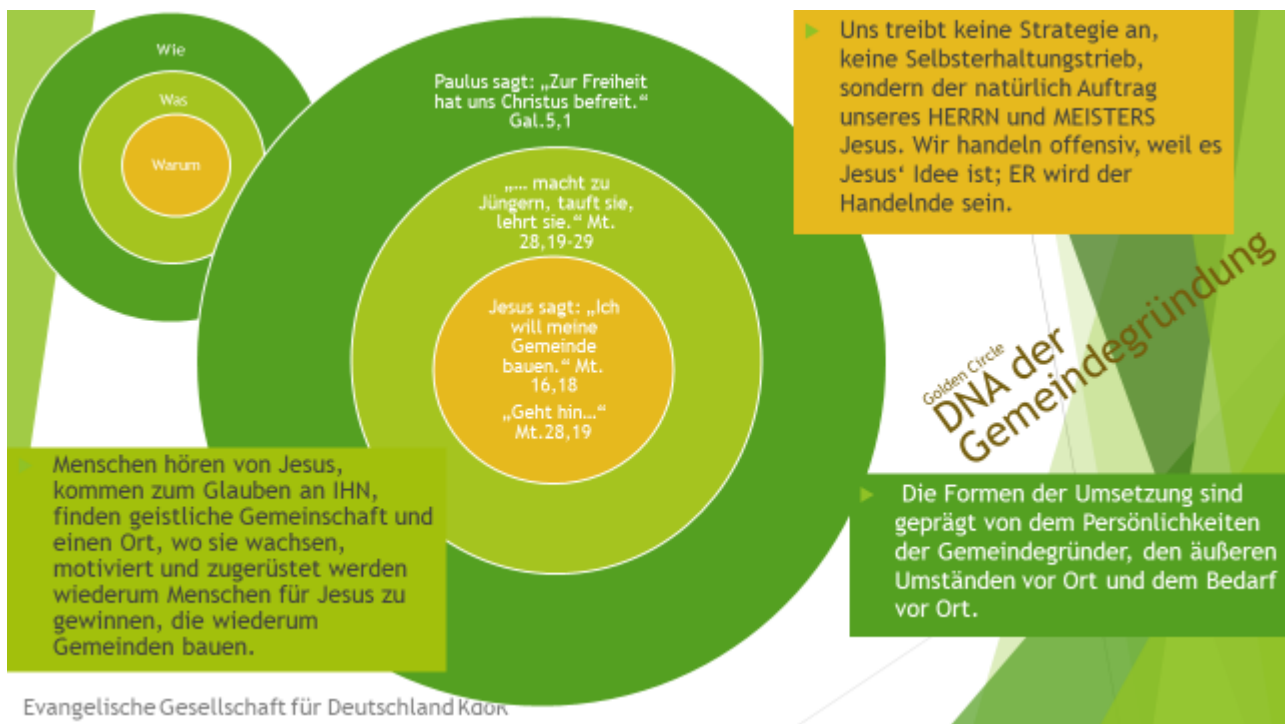 Wie
Was
Warum
Paulus sagt: „Zur Freiheit
hat uns Christus befreit.“
Gal.5,1
„… macht zu
Jüngern, tauft sie,
lehrt sie.“ Mt.
28,19-29
Jesus sagt: „Ich
will meine
Gemeinde
bauen.“ Mt.
16,18
„Geht hin…“
Mt.28,19
Uns treibt keine Strategie an,
keine Selbsterhaltungstrieb,
sondern der natürlich Auftrag
unseres HERRN und MEISTERS
Jesus. Wir handeln offensiv, weil es
Jesus‘ Idee ist; ER wird der
Handelnde sein.
Golden Circle
DNA der
Gemeindegründung
Menschen hören von Jesus,
kommen zum Glauben an IHN,
finden geistliche Gemeinschaft und
einen Ort, wo sie wachsen,
motiviert und zugerüstet werden
wiederum Menschen für Jesus zu
gewinnen, die wiederum
Gemeinden bauen.
Die Formen der Umsetzung sind
geprägt von dem Persönlichkeiten
der Gemeindegründer, den äußeren
Umständen vor Ort und dem Bedarf
vor Ort.
Evangelische Gesellschaft für Deutschland KdöR